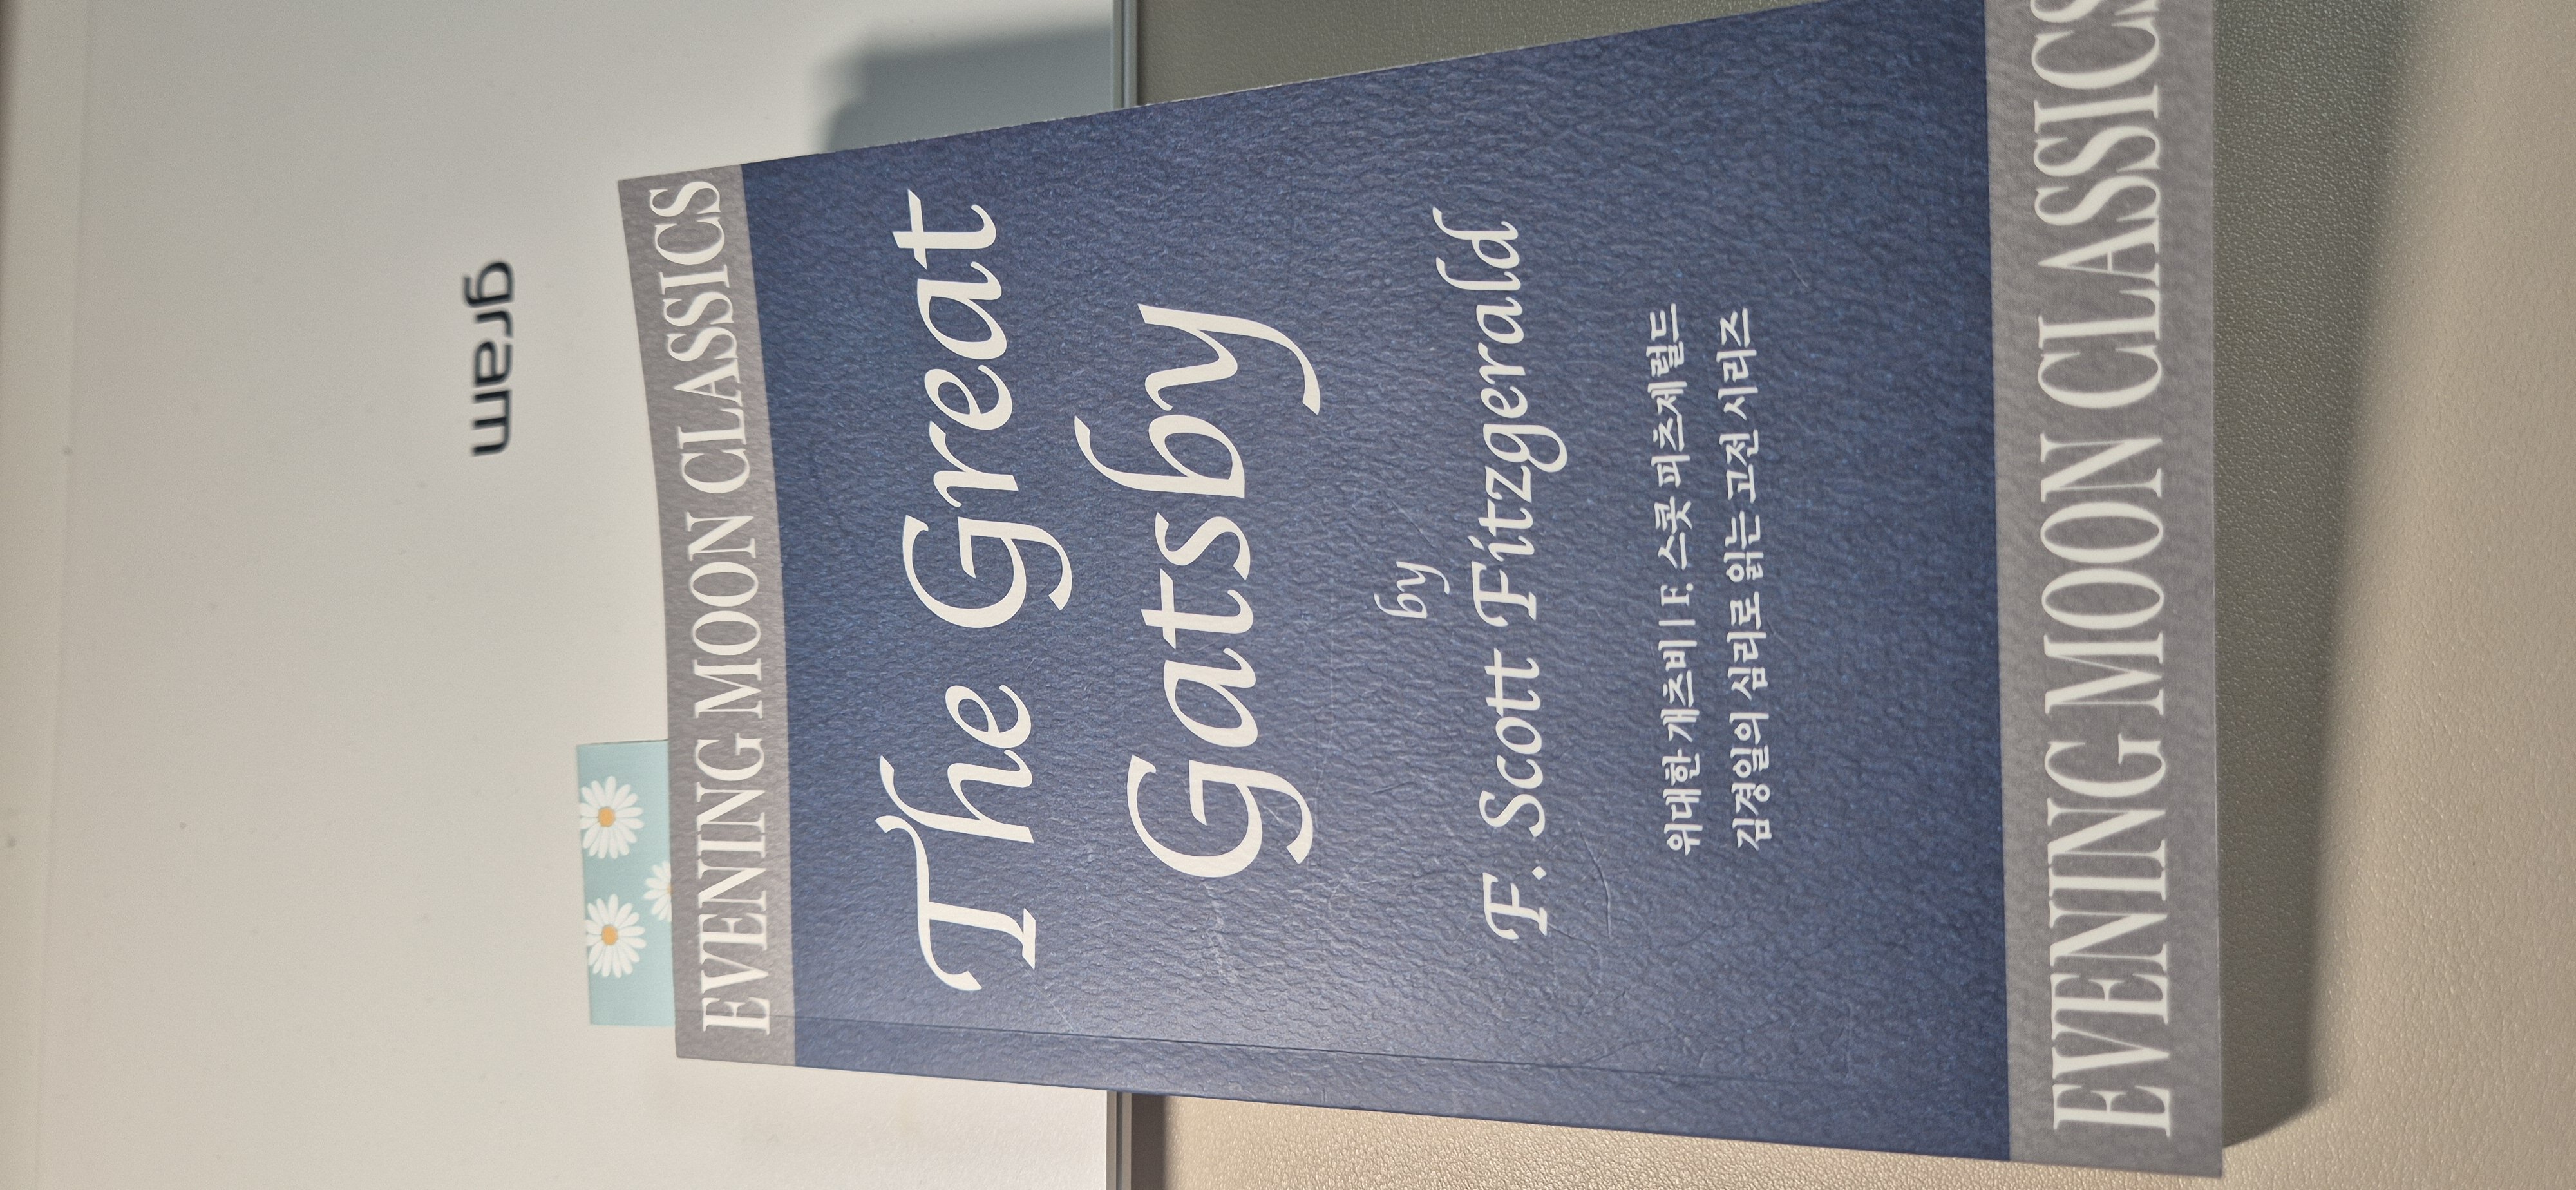 gram
EVENING MOON CLASSICS
The Great
Gatsby
by
F. Scott Fitzgerald
위대한 개츠비 | F. 스콧 피츠제럴드
김경일의 심리로 읽는 고전 시리즈
EVENING MOON CLASSICS